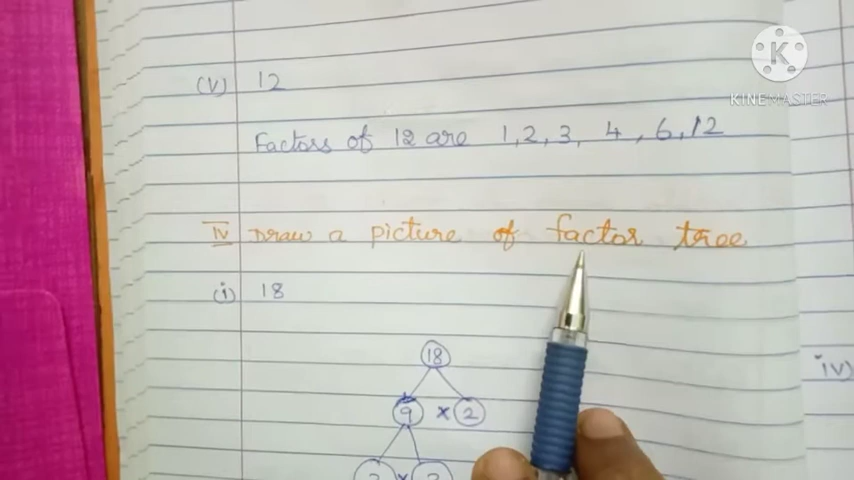 (V) 12
Factors of 12 are 1, 2, 3, 4, 6, 12
IV Draw a picture of factor tree
(i) 18
18
9 × 2
×
iv)
KINEMASTER